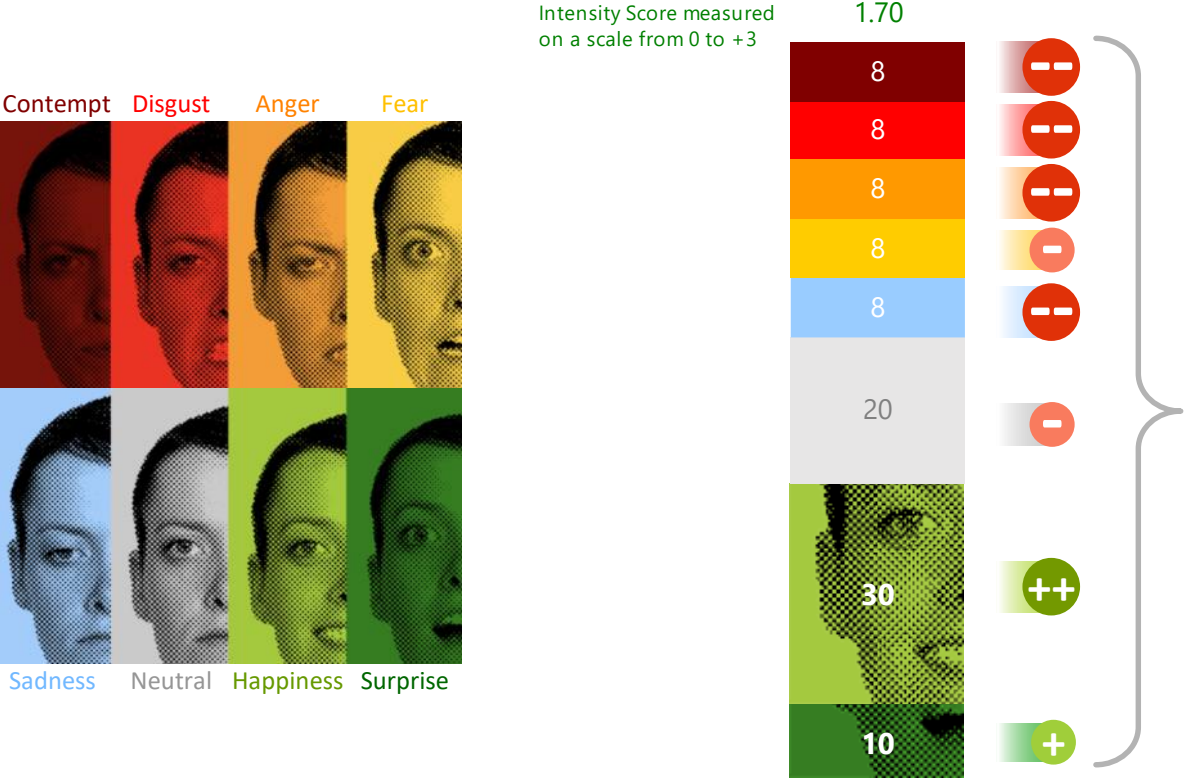 Intensity Score measured
on a scale from 0 to +3
1.70
Contempt Disgust Anger Fear
Sadness Neutral Happiness Surprise
8
8
8
8
8
20
30
10